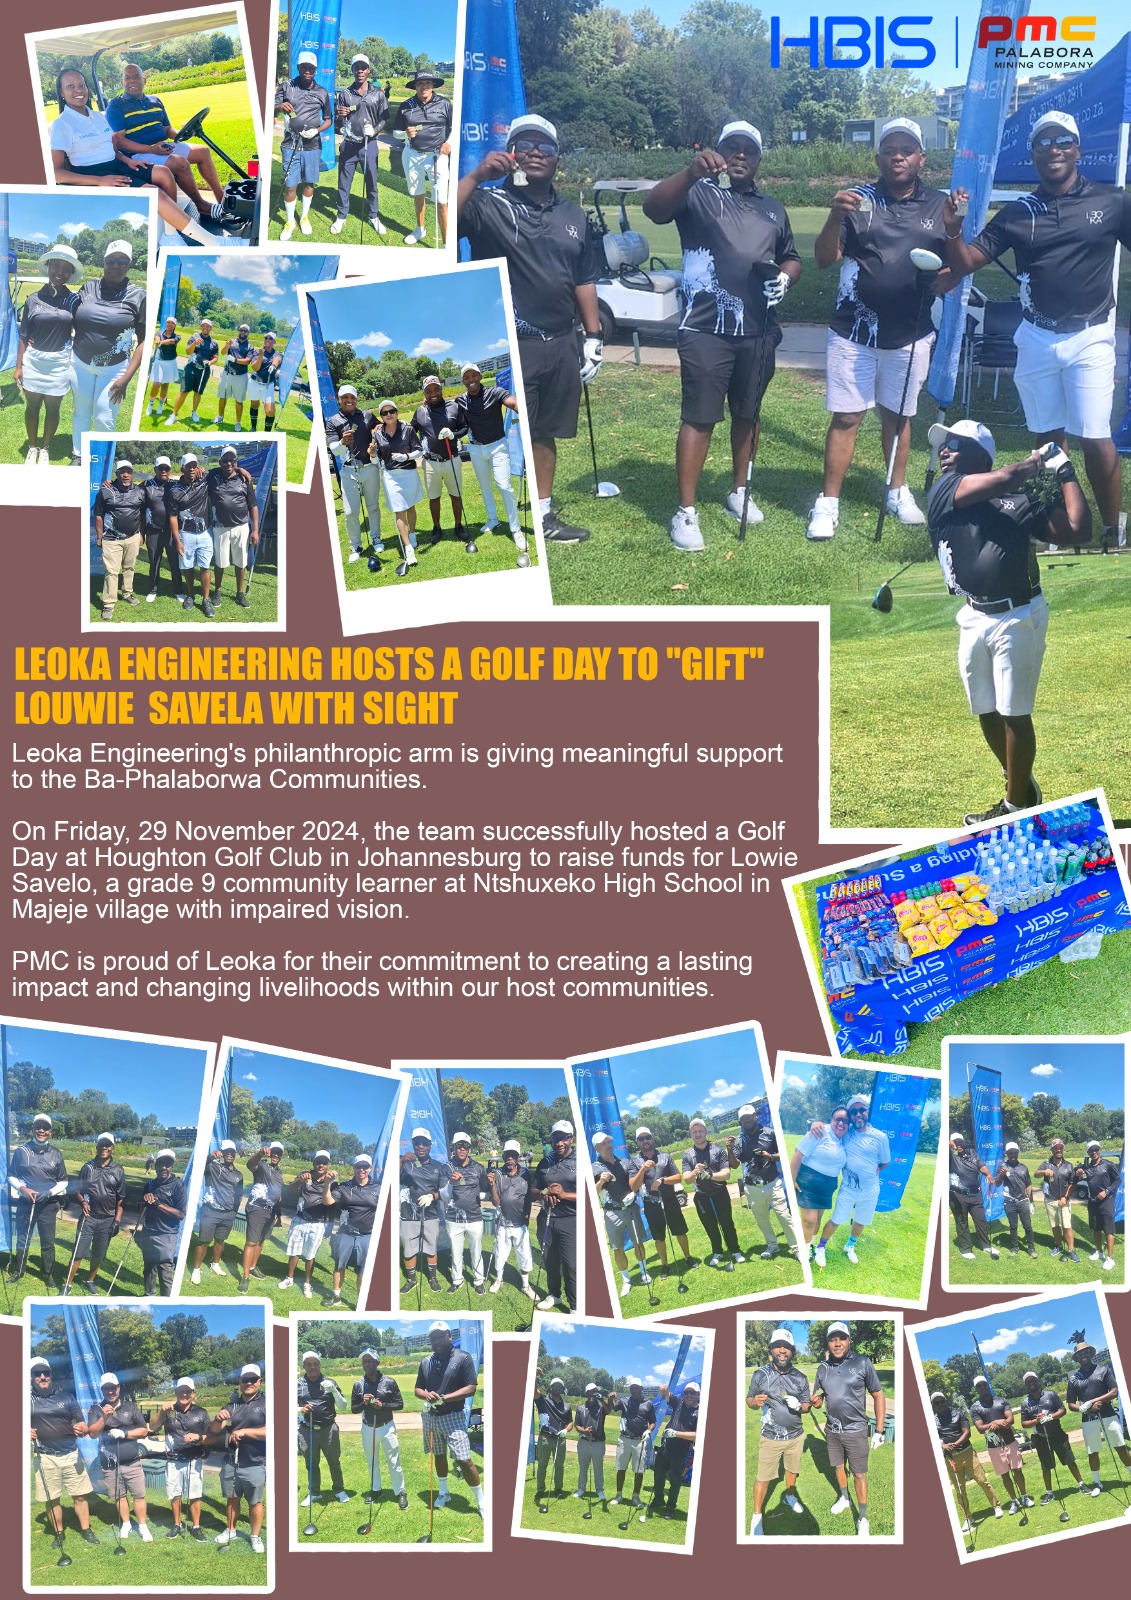 HBIS
PMC
PALABORA
MINING COMPANY
LEOKA ENGINEERING HOSTS A GOLF DAY TO "GIFT"
LOUWIE SAVELA WITH SIGHT
Leoka Engineering's philanthropic arm is giving meaningful support
to the Ba-Phalaborwa Communities.
On Friday, 29 November 2024, the team successfully hosted a Golf
Day at Houghton Golf Club in Johannesburg to raise funds for Lowie
Savelo, a grade 9 community learner at Ntshuxeko High School in
Majeje village with impaired vision.
PMC is proud of Leoka for their commitment to creating a lasting
impact and changing livelihoods within our host communities.